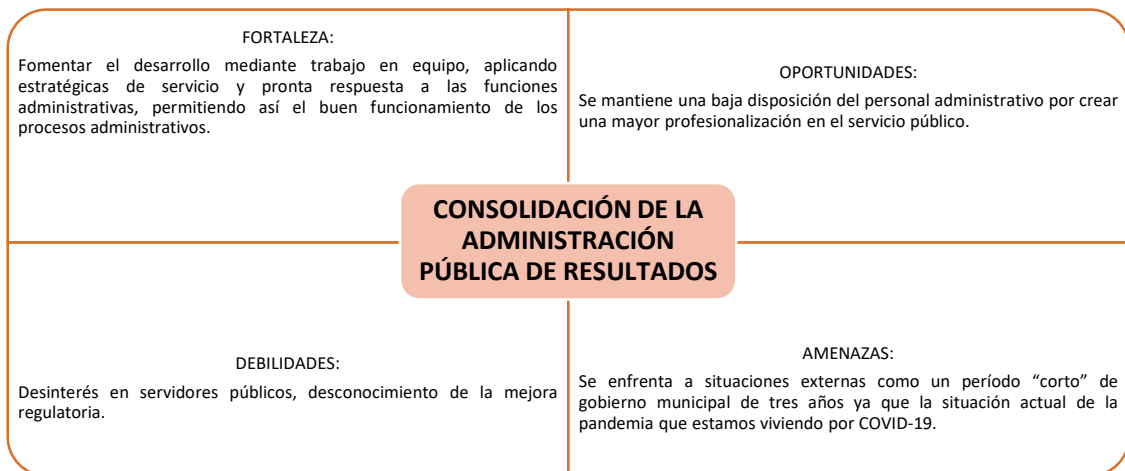 FORTALEZA:
Fomentar el desarrollo mediante trabajo en equipo, aplicando
estratégicas de servicio y pronta respuesta a las funciones
administrativas, permitiendo así el buen funcionamiento de los
procesos administrativos.
OPORTUNIDADES:
Se mantiene una baja disposición del personal administrativo por crear
una mayor profesionalización en el servicio público.
CONSOLIDACIÓN DE LA
ADMINISTRACIÓN
PÚBLICA DE RESULTADOS
DEBILIDADES:
Desinterés en servidores públicos, desconocimiento de la mejora
regulatoria.
AMENAZAS:
Se enfrenta a situaciones externas como un período “corto” de
gobierno municipal de tres años ya que la situación actual de la
pandemia que estamos viviendo por COVID-19.